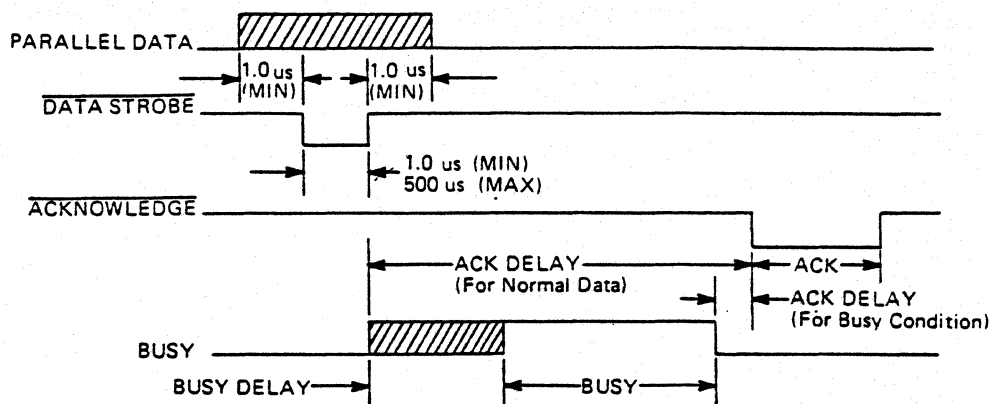 PARALLEL DATA
1.0 us
(MIN)
1.0 us
(MIN)
DATA STROBE
1.0 us (MIN)
500 us (MAX)
ACKNOWLEDGE
ACK DELAY
(For Normal Data)
ACK
ACK DELAY
(For Busy Condition)
BUSY
BUSY DELAY
BUSY